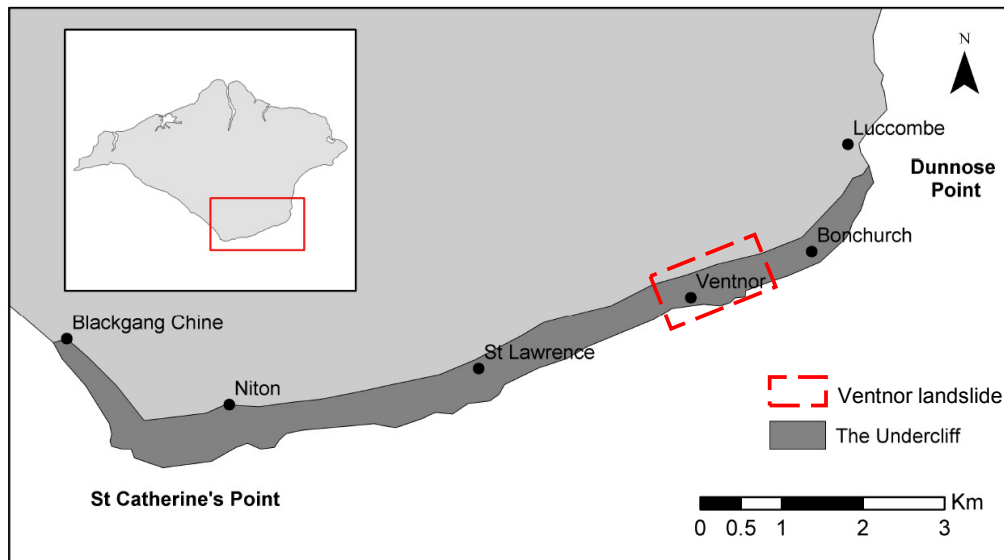 N
Luccombe
Dunnose
Point
Bonchurch
Ventnor
Blackgang Chine
St Lawrence
Niton
Ventnor landslide
The Undercliff
St Catherine's Point
Km
0 0.5 1 2 3